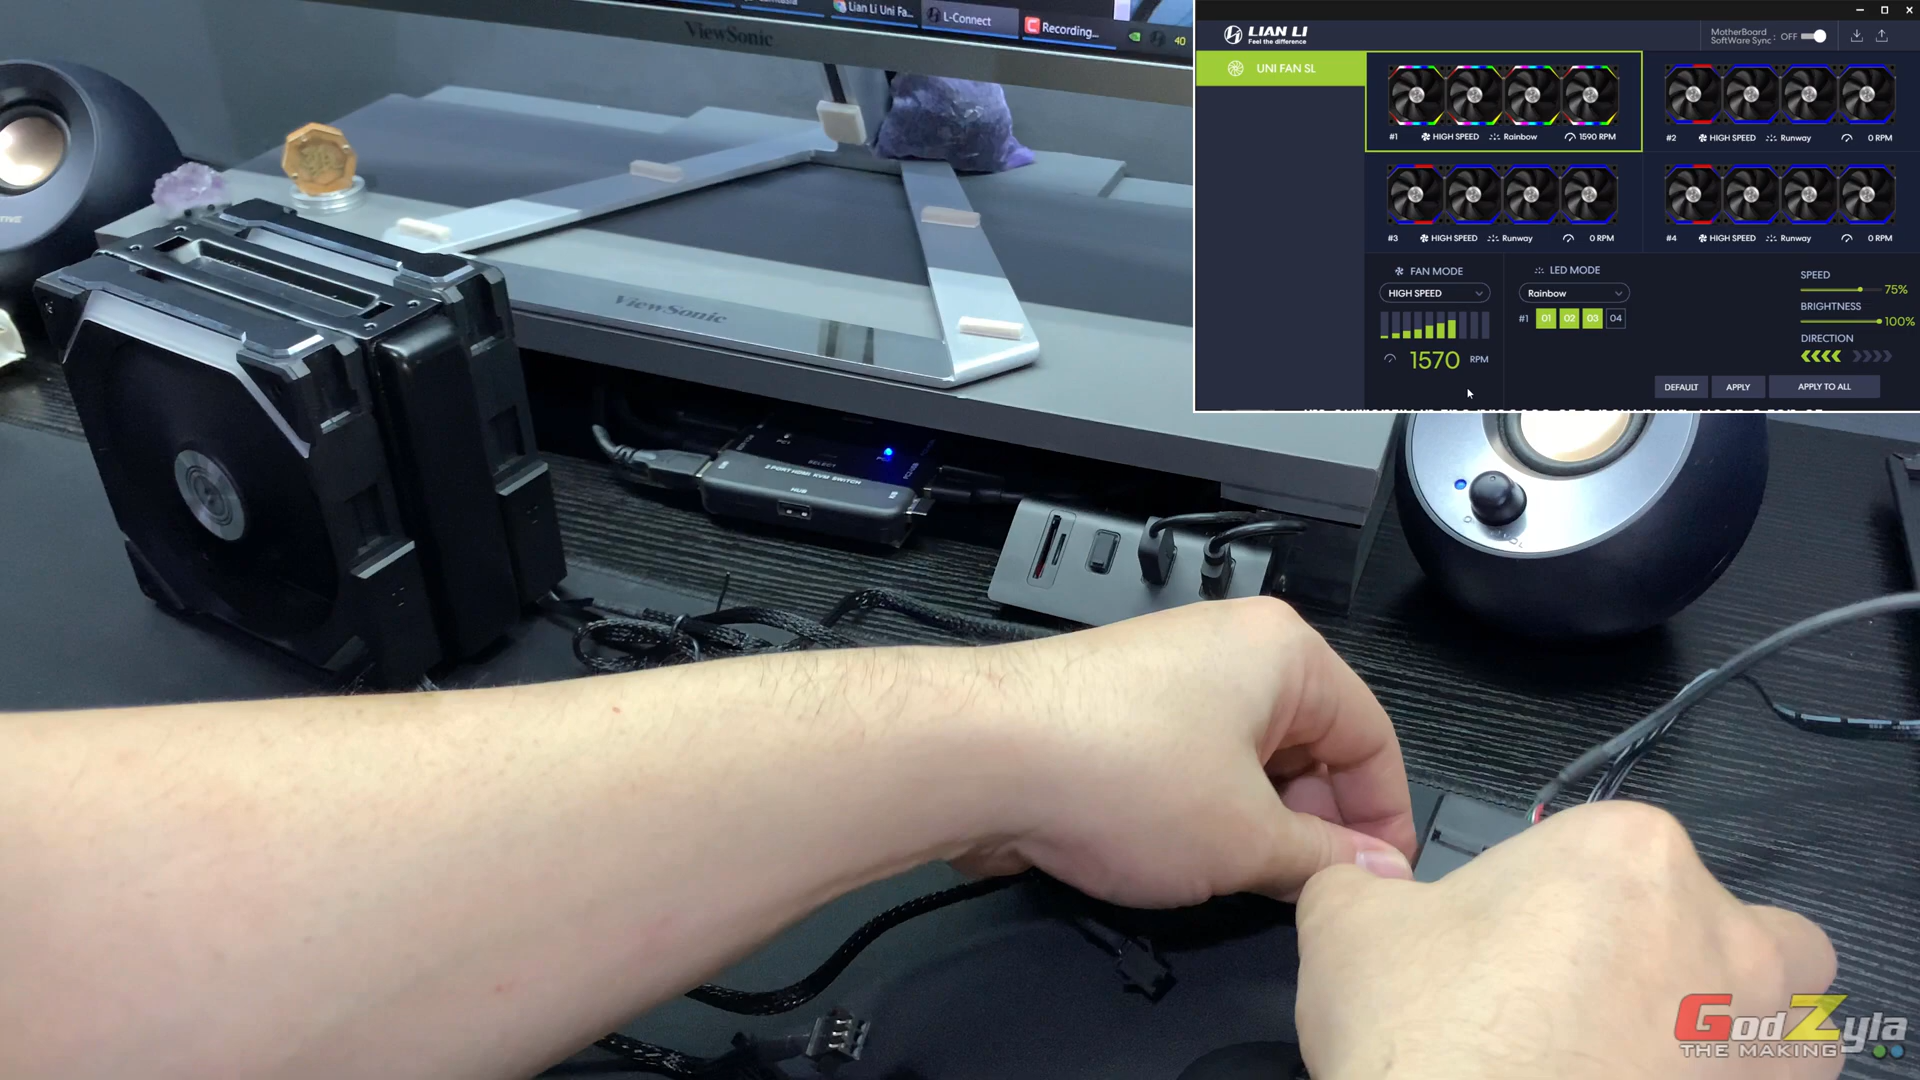 Lian Li Uni Fa...
L-Connect
Recording...
40
ViewSonic
ViewSonic
LIAN LI
Feel the difference
MotherBoard
SoftWare Sync : OFF
UNI FAN SL
#1 HIGH SPEED Rainbow 1590 RPM
#2 HIGH SPEED Runway 0 RPM
#3 HIGH SPEED Runway 0 RPM
#4 HIGH SPEED Runway 0 RPM
FAN MODE
HIGH SPEED
1570 RPM
LED MODE
Rainbow
#1 01 02 03 04
SPEED
75%
BRIGHTNESS
100%
DIRECTION
DEFAULT
APPLY
APPLY TO ALL
PC1
SELECT
2 PORT HDMI KVM SWITCH
HUB
GodZyla
THE MAKING